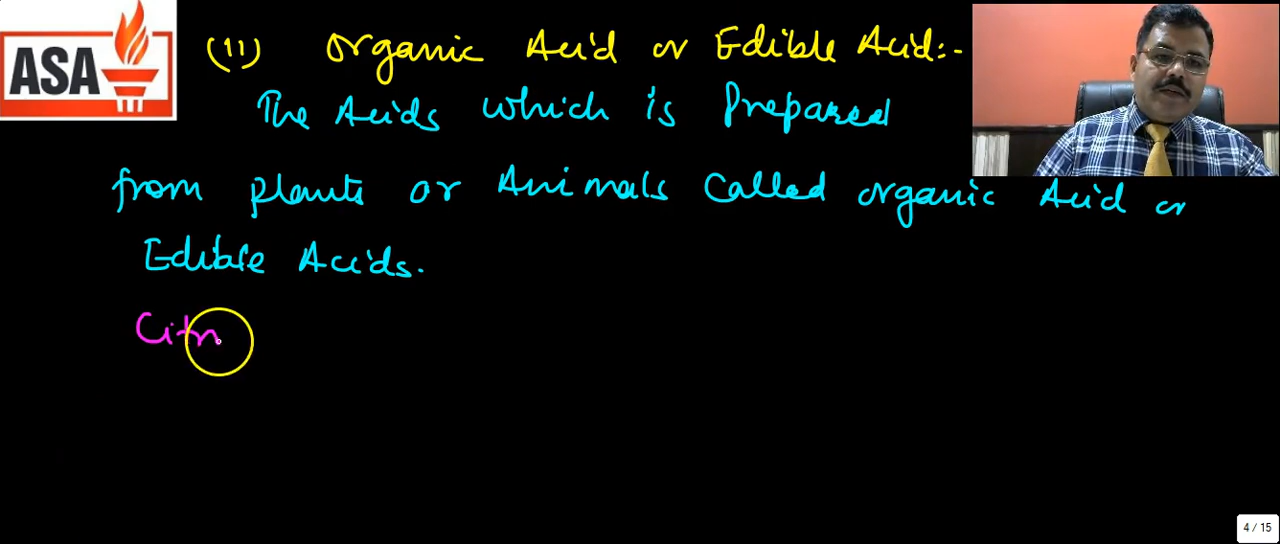 ASA
(11) Organic Acid or Edible Acid:-
The Acids which is Prepared
from plants or Animals Called organic Acid or
Edible Acids.
Citr
4 / 15